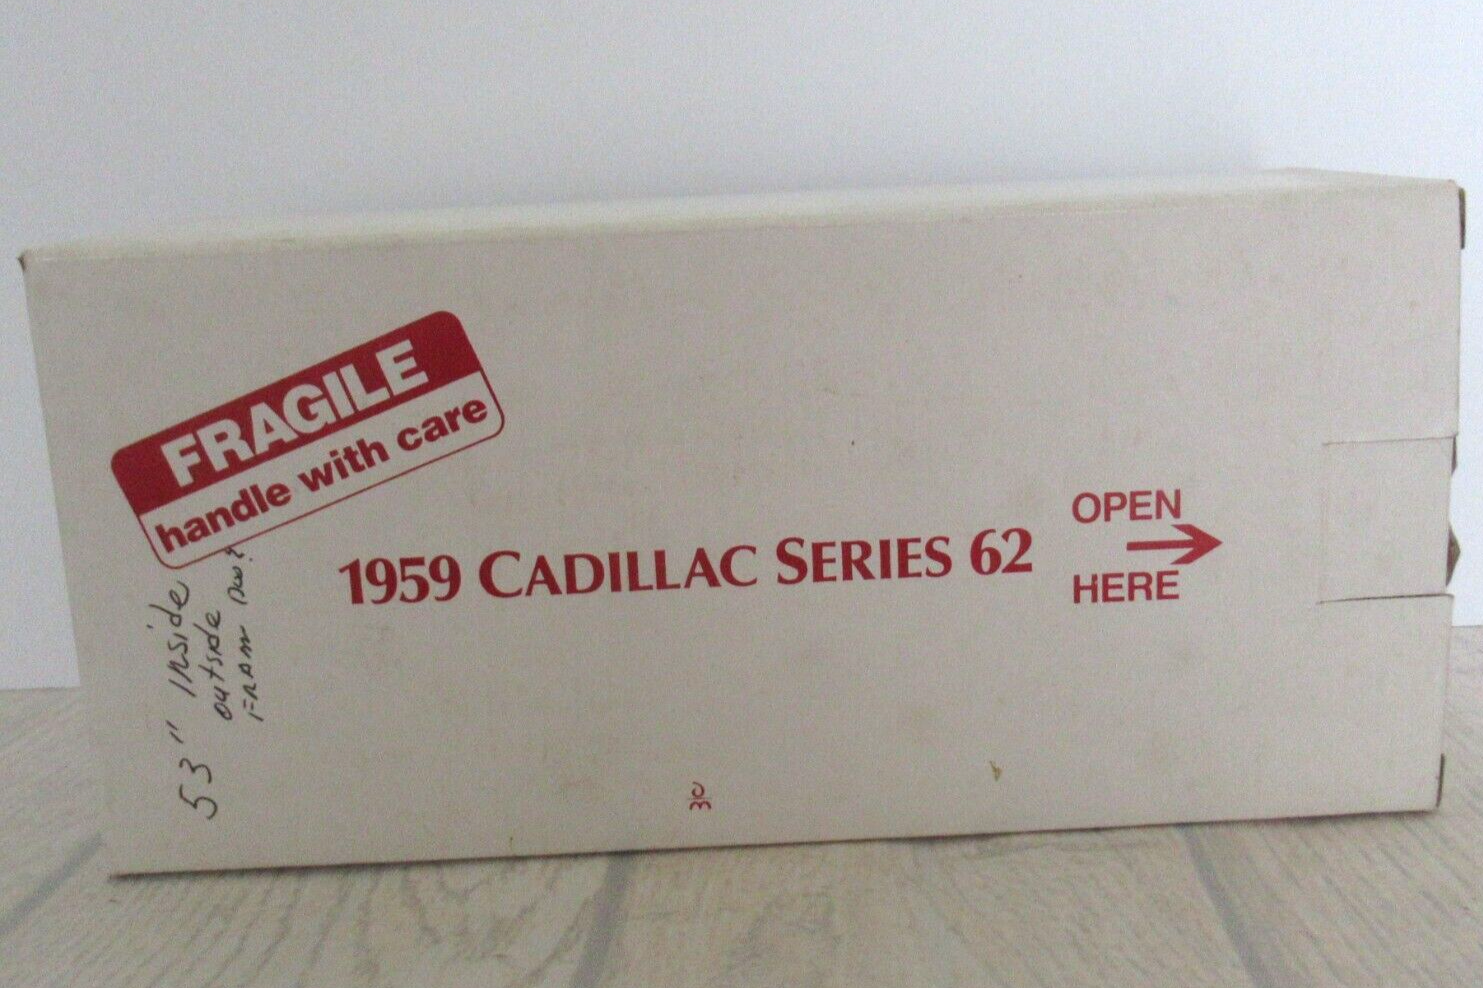 FRAGILE
handle with care
1959 CADILLAC SERIES 62
OPEN
HERE
53" Inside
outside